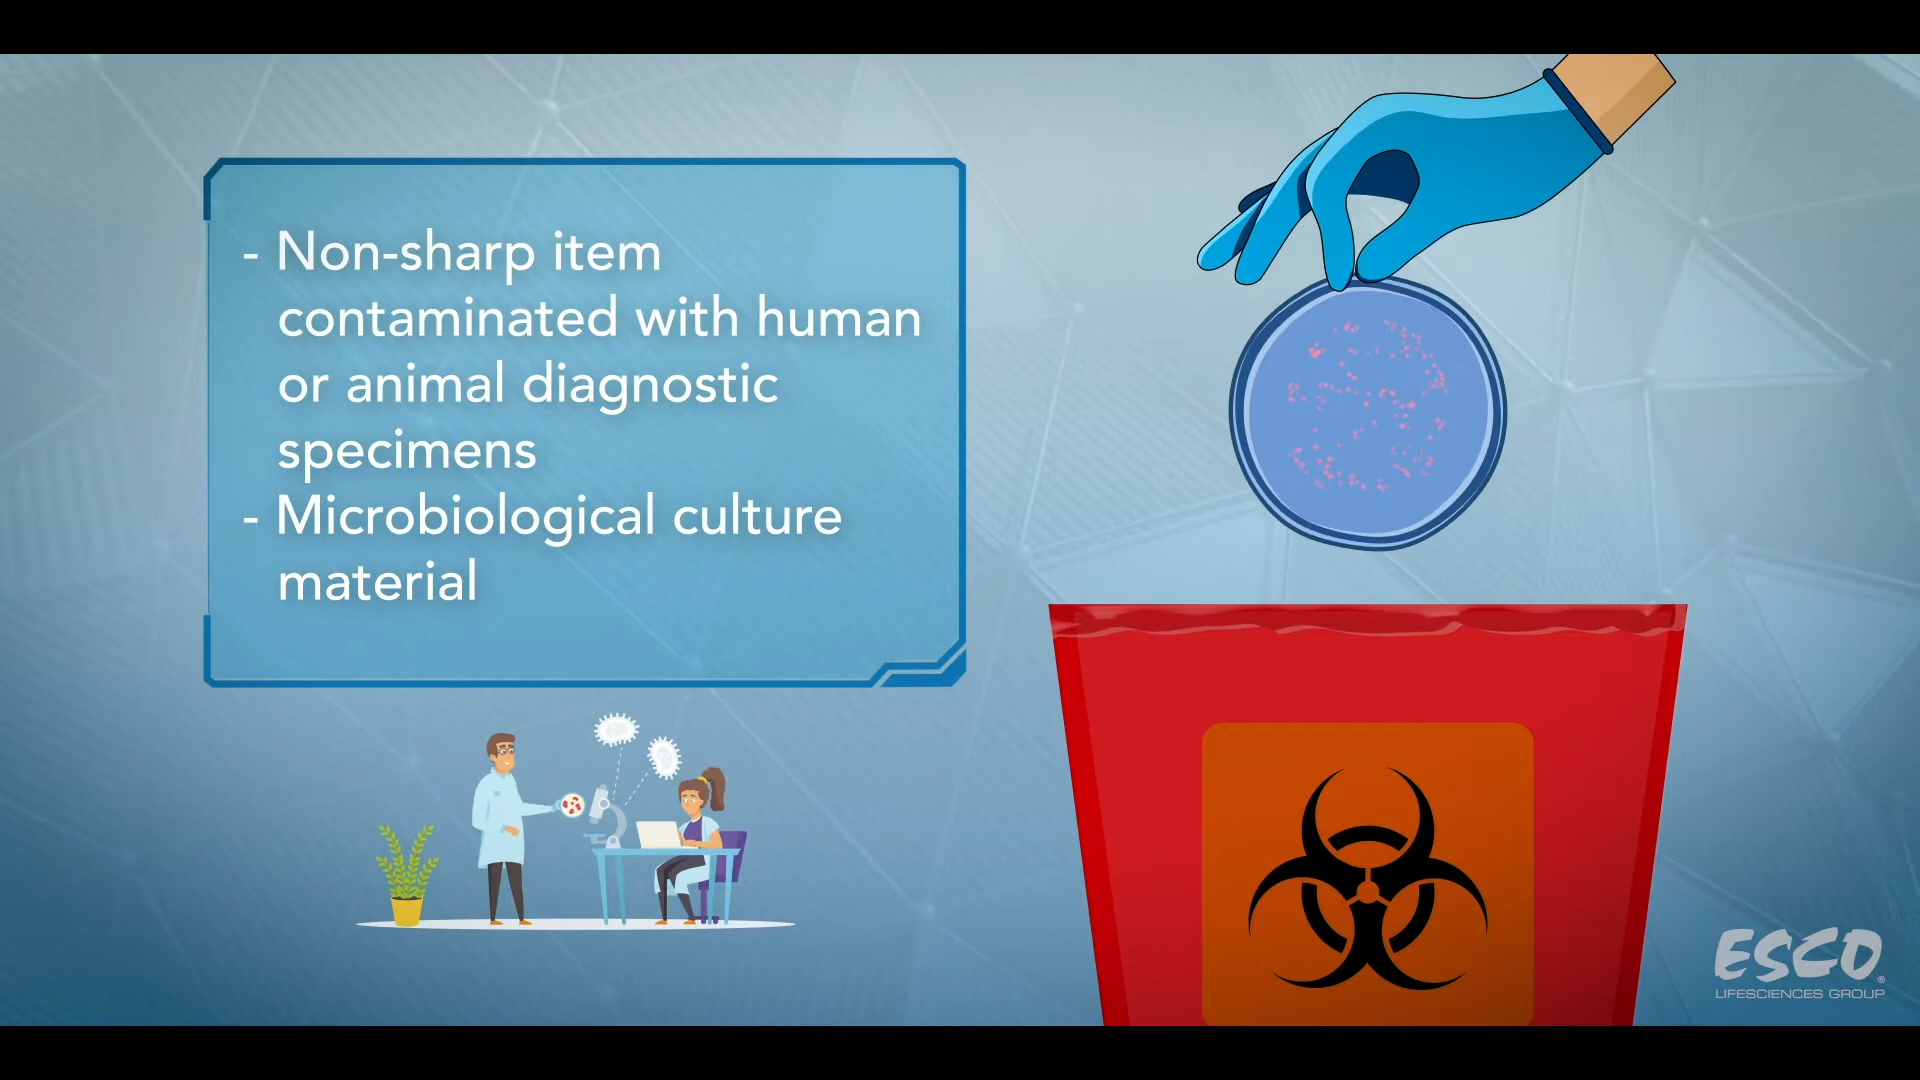 - Non-sharp item
contaminated with human
or animal diagnostic
specimens
- Microbiological culture
material
ESCO®
LIFESCIENCES GROUP